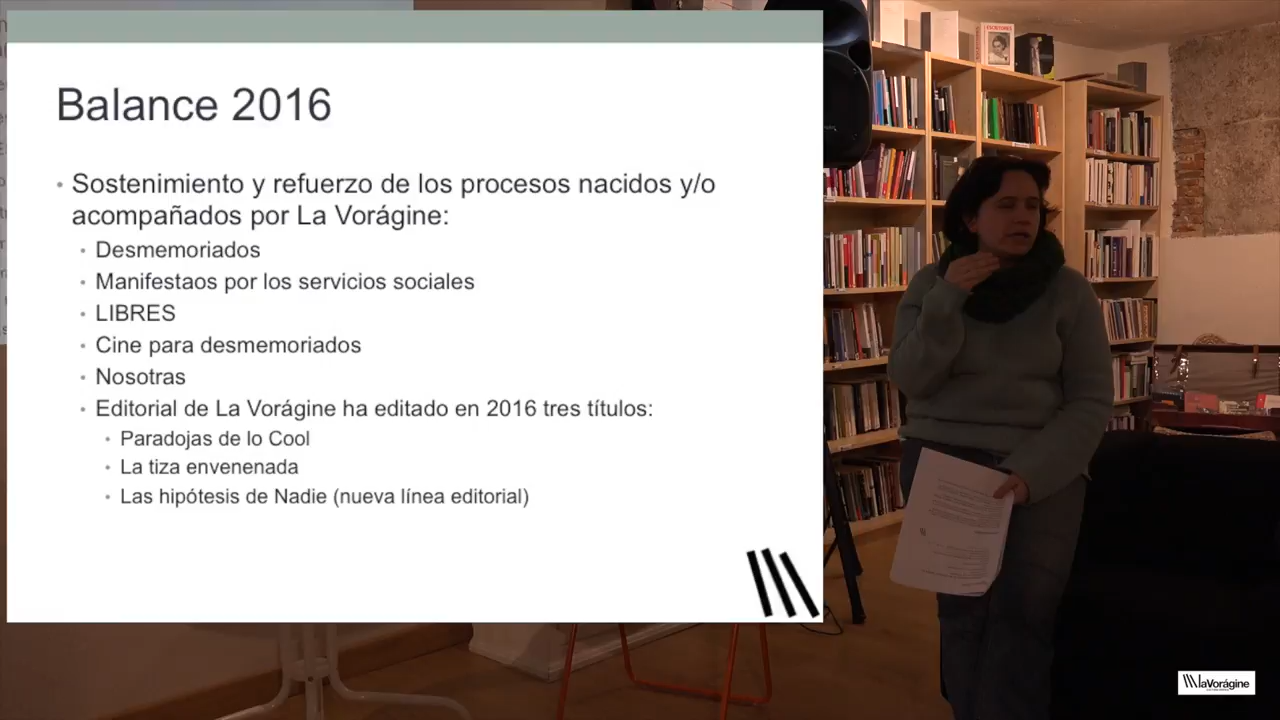 Balance 2016
• Sostenimiento y refuerzo de los procesos nacidos y/o
acompañados por La Vorágine:
• Desmemoriados
• Manifestaos por los servicios sociales
• LIBRES
• Cine para desmemoriados
• Nosotras
• Editorial de La Vorágine ha editado en 2016 tres títulos:
• Paradojas de lo Cool
• La tiza envenenada
• Las hipótesis de Nadie (nueva línea editorial)
laVorágine